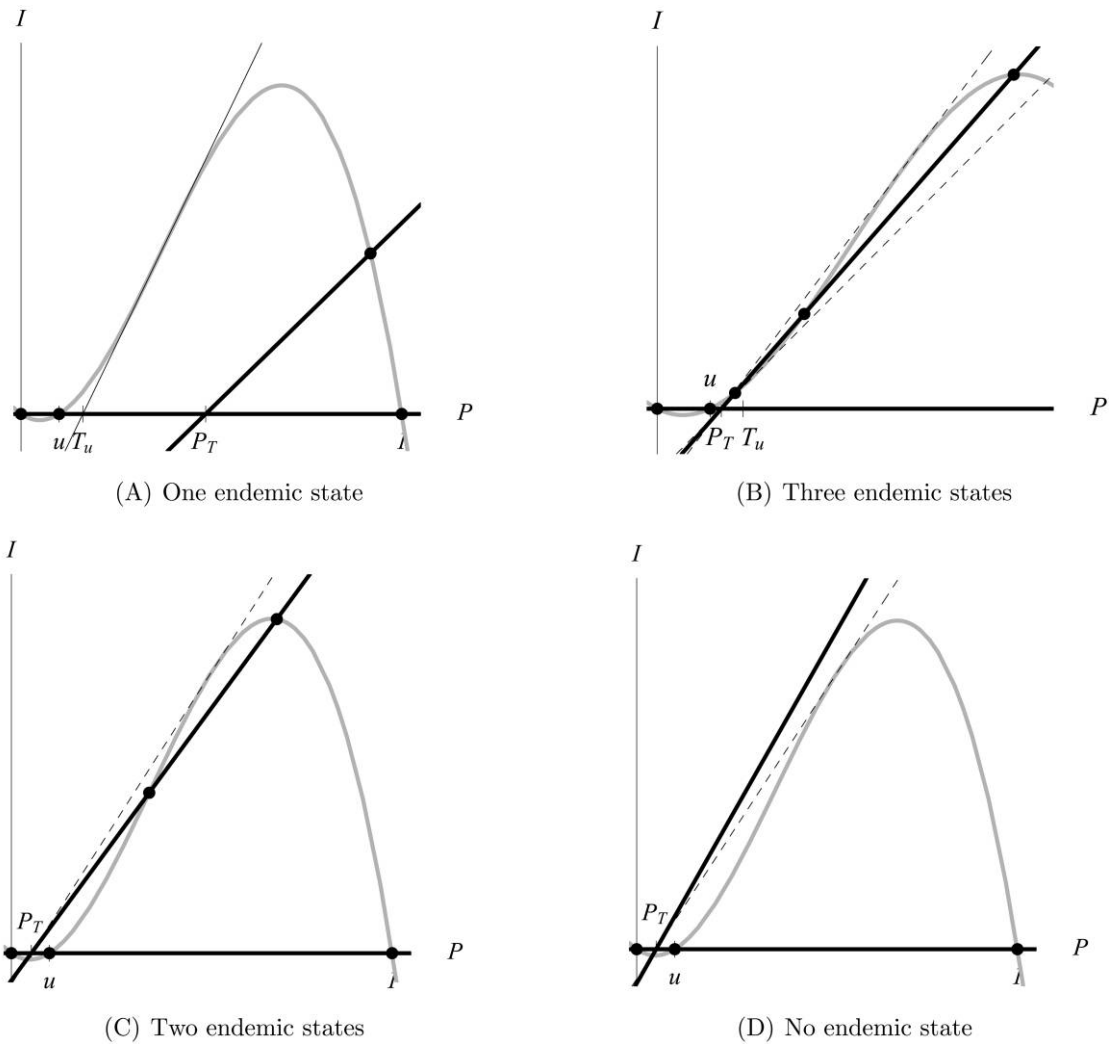 I
P
u/T_u
P_T
1
(A) One endemic state
I
P
u
P_T T_u
(B) Three endemic states
I
P_T
P
u
1
(C) Two endemic states
I
P_T
P
u
1
(D) No endemic state